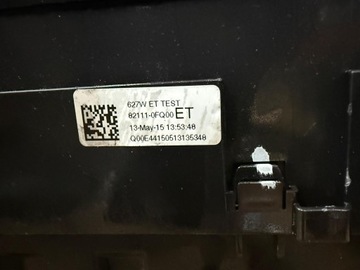 627W ET TEST
82111-0FQ00 ET
13-May-15 13:53:48
Q00E44150513135348